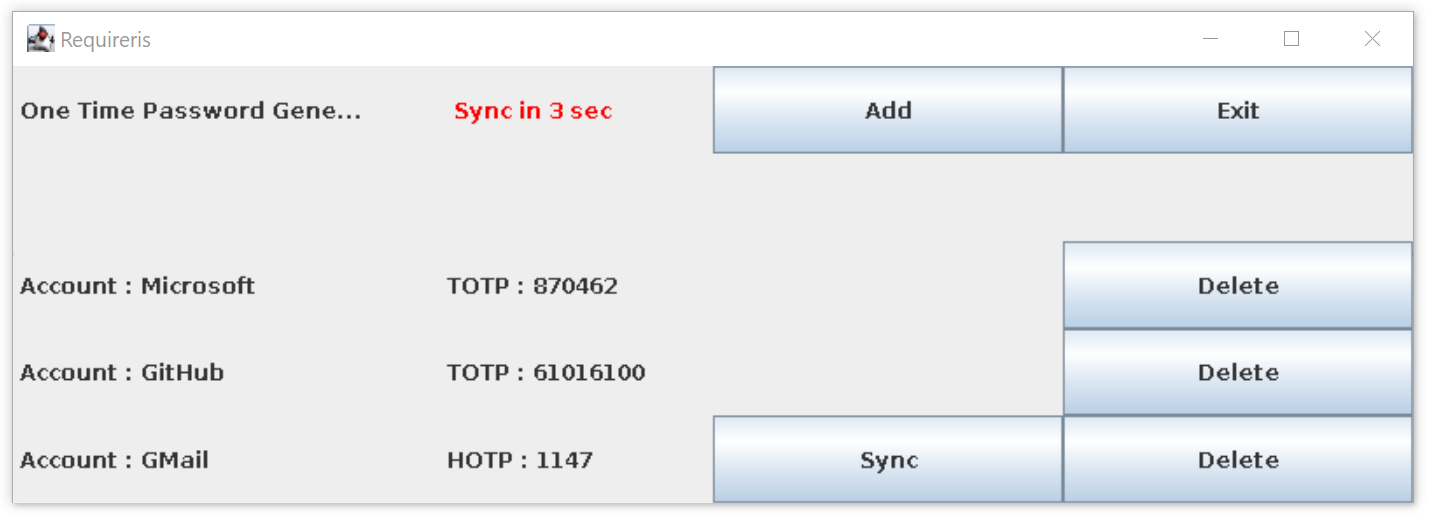 Requireris
One Time Password Gene... Sync in 3 sec Add Exit
Account : Microsoft TOTP : 870462 Delete
Account : GitHub TOTP : 61016100 Delete
Account : GMail HOTP : 1147 Sync Delete